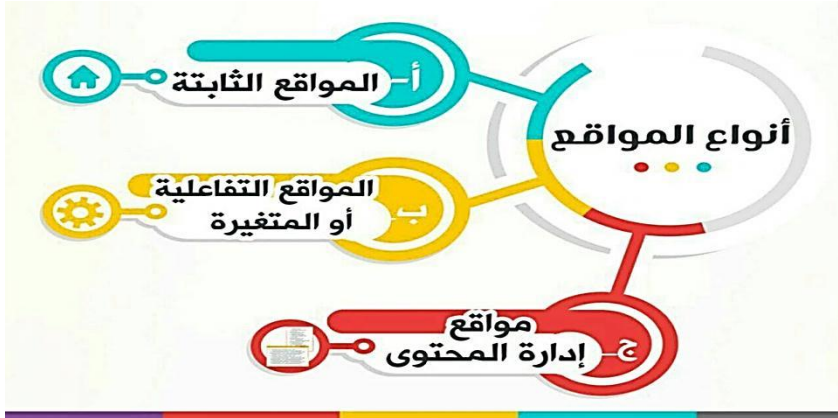 أنواع المواقع
أ- المواقع الثابتة
ب- المواقع التفاعلية
أو المتغيرة
ج- مواقع
إدارة المحتوى